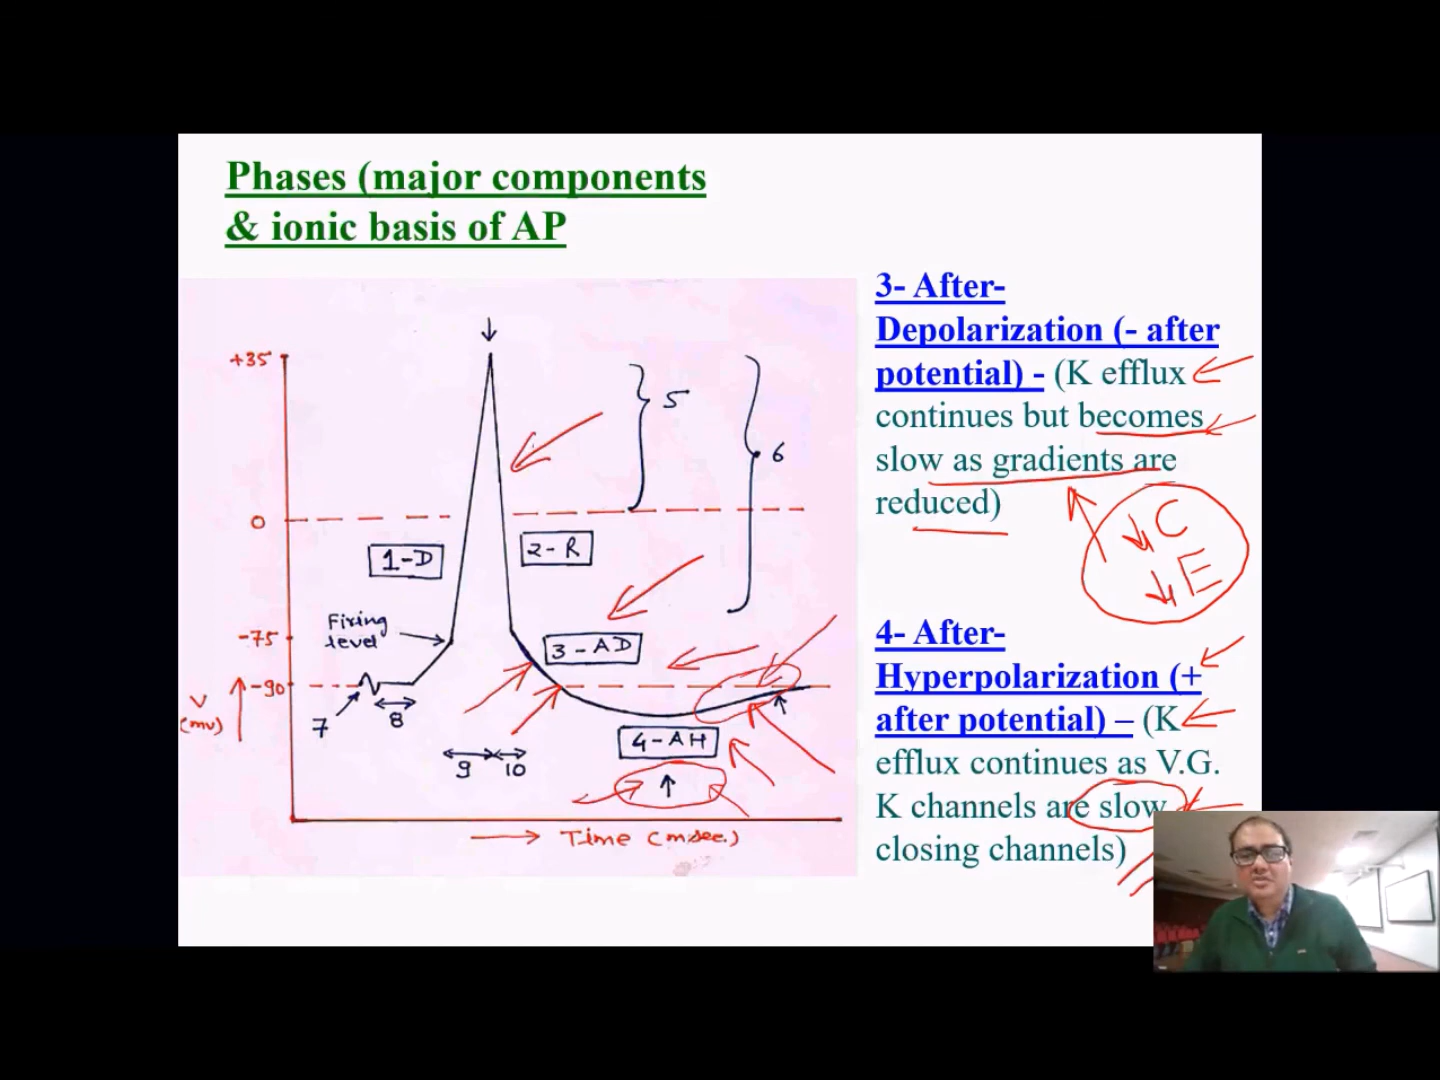 Phases (major components
& ionic basis of AP
3- After-
Depolarization (- after
potential) - (K efflux
continues but becomes
slow as gradients are
reduced)
C
E
4- After-
Hyperpolarization (+
after potential) – (K
efflux continues as V.G.
K channels are slow
closing channels)
+35
5
6
0
1-D
2-R
Firing
level
-75
3-AD
-90
V
(mv)
7
8
4-AH
9
10
Time (msec.)